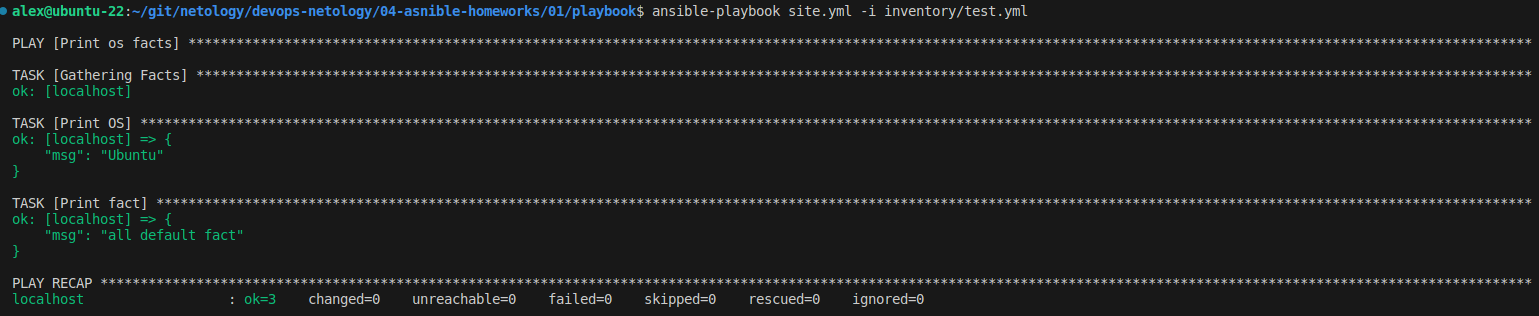 alex@ubuntu-22:~/git/netology/devops-netology/04-asnible-homeworks/01/playbook$ ansible-playbook site.yml -i inventory/test.yml
PLAY [Print os facts] ************************************************************************************************************************************************************************
TASK [Gathering Facts] ***********************************************************************************************************************************************************************
ok: [localhost]
TASK [Print OS] ******************************************************************************************************************************************************************************
ok: [localhost] => {
    "msg": "Ubuntu"
}
TASK [Print fact] ****************************************************************************************************************************************************************************
ok: [localhost] => {
    "msg": "all default fact"
}
PLAY RECAP ***********************************************************************************************************************************************************************************
localhost                  : ok=3    changed=0    unreachable=0    failed=0    skipped=0    rescued=0    ignored=0